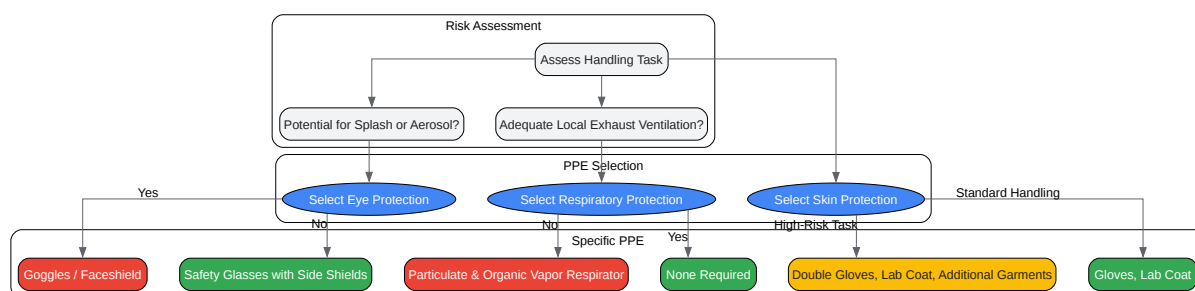 Risk Assessment
Assess Handling Task
Potential for Splash or Aerosol?
Adequate Local Exhaust Ventilation?
PPE Selection
Yes
Select Eye Protection
Select Respiratory Protection
Select Skin Protection
Standard Handling
No
No
Yes
High-Risk Task
Specific PPE
Goggles / Faceshield
Safety Glasses with Side Shields
Particulate & Organic Vapor Respirator
None Required
Double Gloves, Lab Coat, Additional Garments
Gloves, Lab Coat